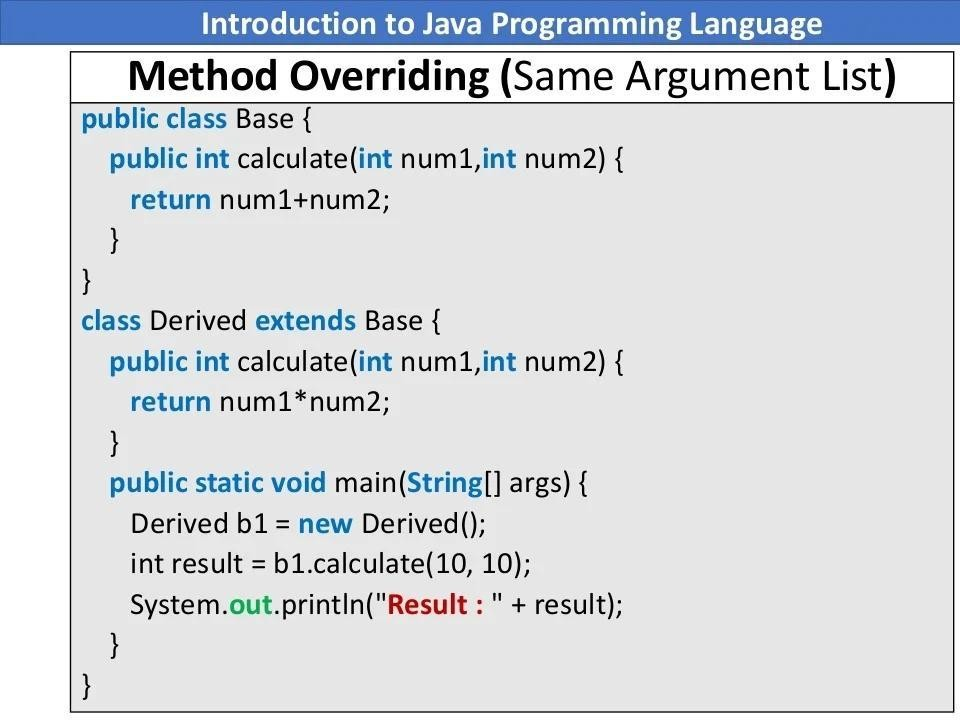 Introduction to Java Programming Language
Method Overriding (Same Argument List)
public class Base {
public int calculate(int num1,int num2) {
return num1+num2;
}
}
class Derived extends Base {
public int calculate(int num1,int num2) {
return num1*num2;
}
public static void main(String[] args) {
Derived b1 = new Derived();
int result = b1.calculate(10, 10);
System.out.println("Result : " + result);
}
}